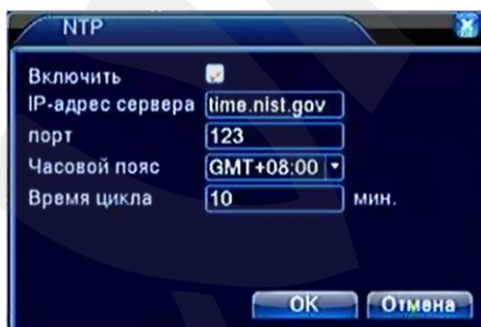 NTP
Включить
IP-адрес сервера time.nist.gov
порт 123
Часовой пояс GMT+08:00
Время цикла 10 мин.
OK Отмена